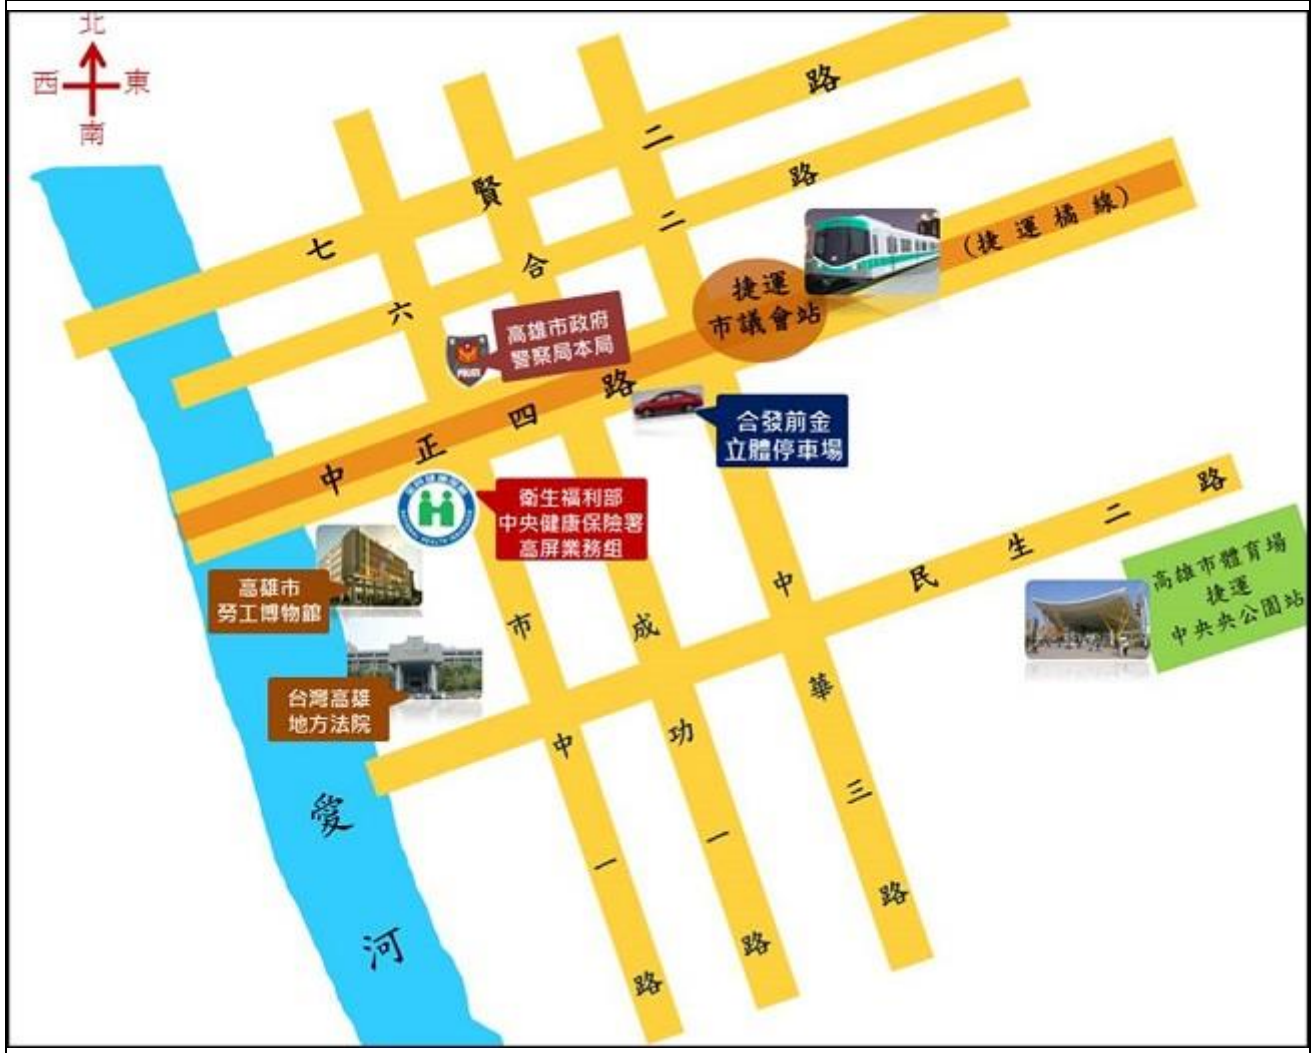 北
西 東
南
七賢二路
六合二路
(捷運橘線)
捷運
市議會站
高雄市政府
警察局本局
POLICE
中正四路
合發前金
立體停車場
衛生福利部
中央健康保險署
高屏業務組
NATIONAL HEALTH INSURANCE
高雄市
勞工博物館
民生二路
高雄市體育場
捷運
中央央公園站
台灣高雄
地方法院
市中一路
成功一路
中華三路
愛河